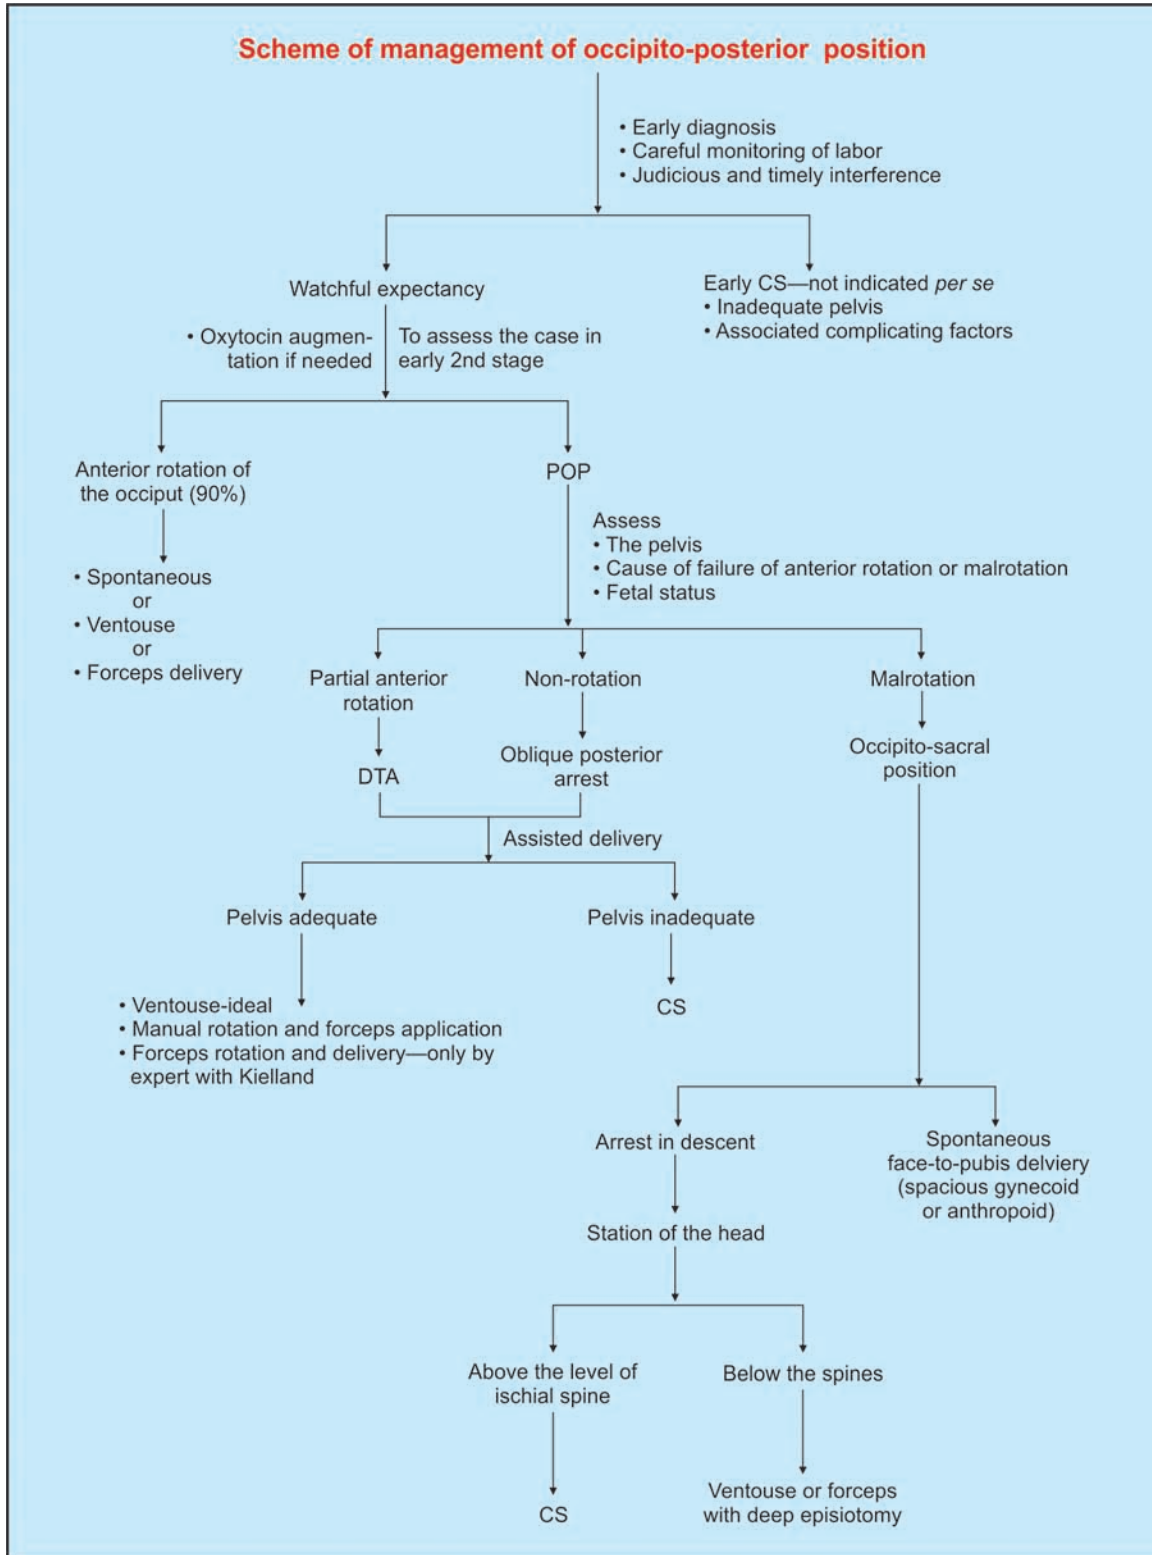 Scheme of management of occipito-posterior position
• Early diagnosis
• Careful monitoring of labor
• Judicious and timely interference
Watchful expectancy
Early CS—not indicated per se
• Inadequate pelvis
• Associated complicating factors
• Oxytocin augmen-
tation if needed
To assess the case in
early 2nd stage
Anterior rotation of
the occiput (90%)
POP
• Spontaneous
or
• Ventouse
or
• Forceps delivery
Assess
• The pelvis
• Cause of failure of anterior rotation or malrotation
• Fetal status
Partial anterior
rotation
Non-rotation
Malrotation
DTA
Oblique posterior
arrest
Occipito-sacral
position
Assisted delivery
Pelvis adequate
Pelvis inadequate
• Ventouse-ideal
• Manual rotation and forceps application
• Forceps rotation and delivery—only by
expert with Kielland
CS
Arrest in descent
Spontaneous
face-to-pubis delviery
(spacious gynecoid
or anthropoid)
Station of the head
Above the level of
ischial spine
Below the spines
CS
Ventouse or forceps
with deep episiotomy